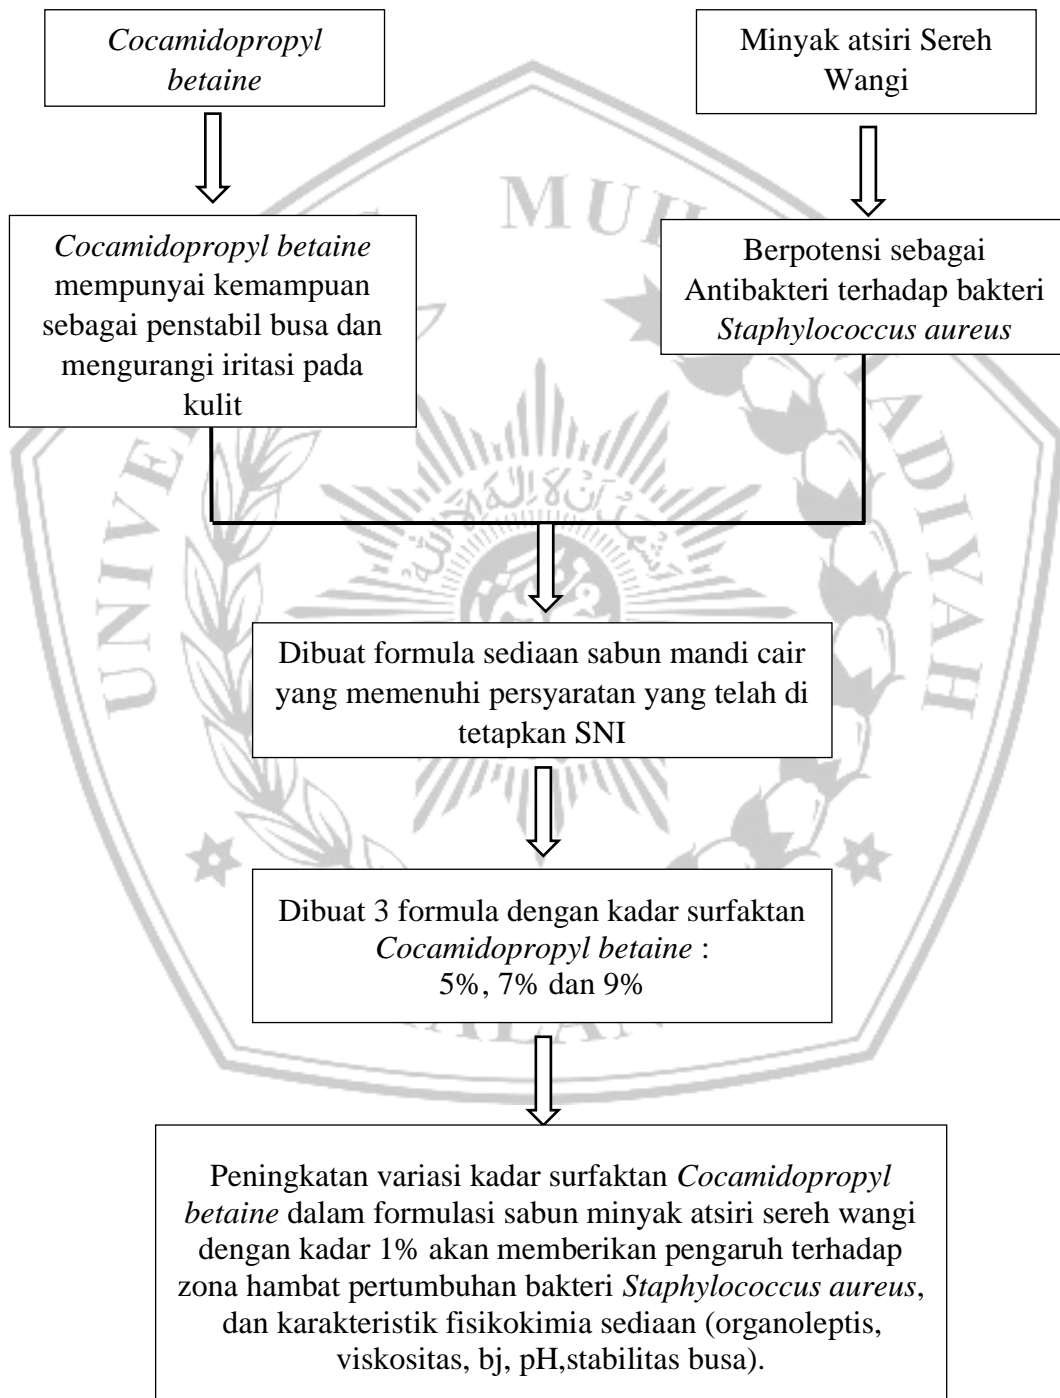 Cocamidopropyl
betaine
Minyak atsiri Sereh
Wangi
Cocamidopropyl betaine
mempunyai kemampuan
sebagai penstabil busa dan
mengurangi iritasi pada
kulit
Berpotensi sebagai
Antibakteri terhadap bakteri
Staphylococcus aureus
Dibuat formula sediaan sabun mandi cair
yang memenuhi persyaratan yang telah di
tetapkan SNI
Dibuat 3 formula dengan kadar surfaktan
Cocamidopropyl betaine :
5%, 7% dan 9%
Peningkatan variasi kadar surfaktan Cocamidopropyl
betaine dalam formulasi sabun minyak atsiri sereh wangi
dengan kadar 1% akan memberikan pengaruh terhadap
zona hambat pertumbuhan bakteri Staphylococcus aureus,
dan karakteristik fisikokimia sediaan (organoleptis,
viskositas, bj, pH,stabilitas busa).